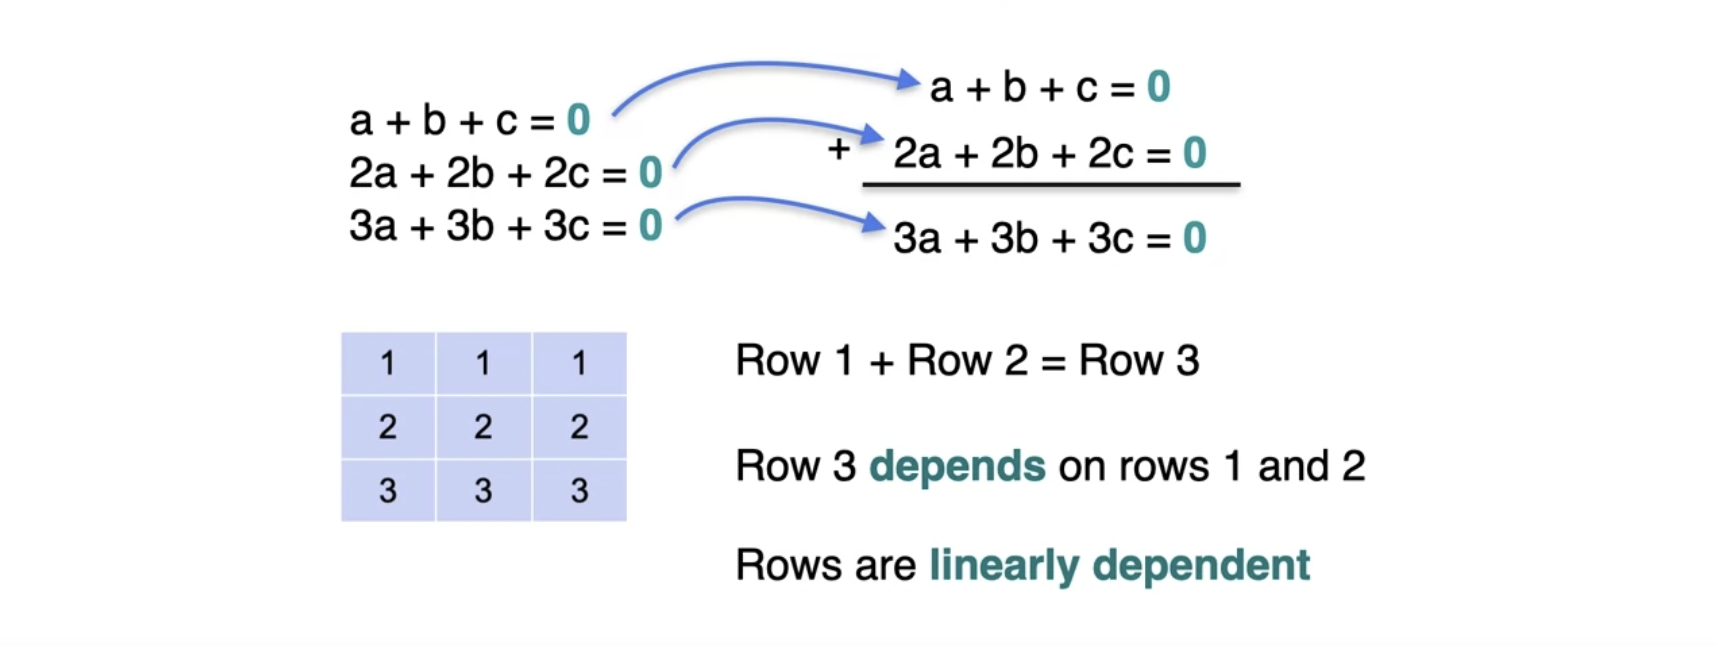 a + b + c = 0
2a + 2b + 2c = 0
3a + 3b + 3c = 0
a + b + c = 0
+ 2a + 2b + 2c = 0
3a + 3b + 3c = 0
1 1 1
2 2 2
3 3 3
Row 1 + Row 2 = Row 3
Row 3 depends on rows 1 and 2
Rows are linearly dependent